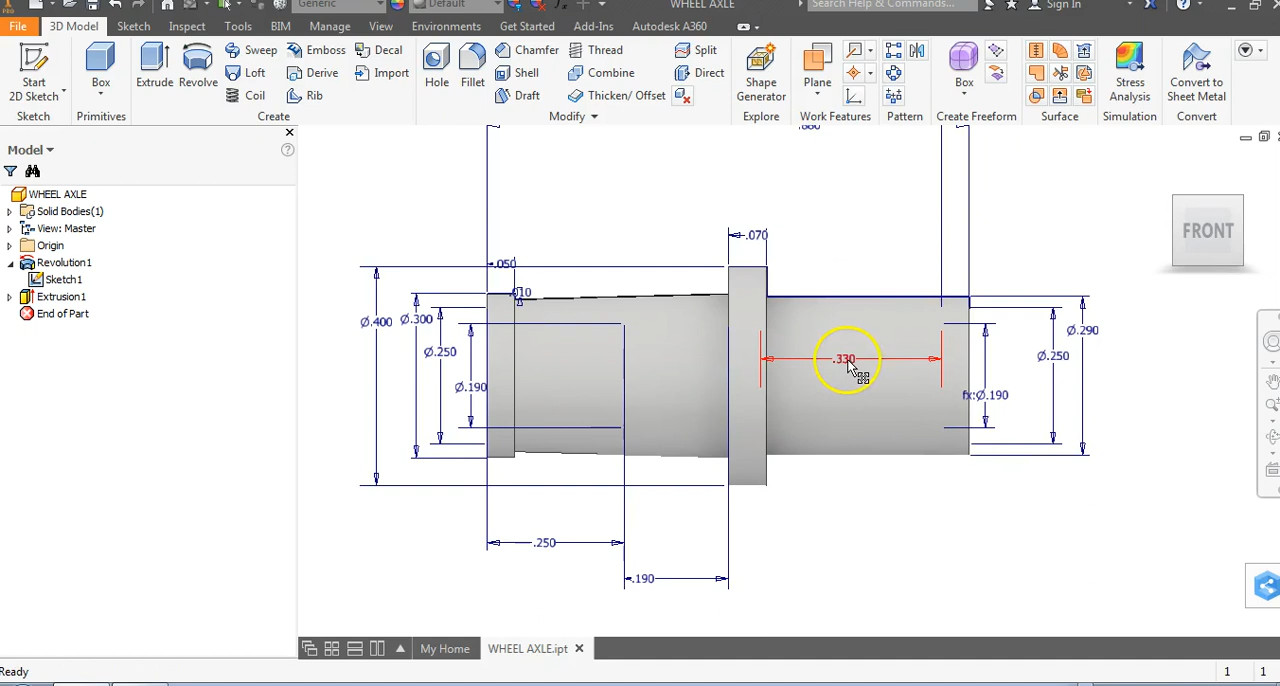 PRO
Generic
Default
WHEEL AXLE
Search Help & Commands...
Sign In
File 3D Model Sketch Inspect Tools BIM Manage View Environments Get Started Add-Ins Autodesk A360
Start
2D Sketch
Sketch
Box
Primitives
Extrude
Revolve
Sweep
Emboss
Decal
Loft
Derive
Import
Coil
Rib
Create
Hole
Fillet
Chamfer
Thread
Split
Shell
Combine
Direct
Draft
Thicken/ Offset
Modify
Shape
Generator
Explore
Plane
Work Features
Pattern
Box
Create Freeform
Surface
Stress
Analysis
Simulation
Convert to
Sheet Metal
Convert
Model
WHEEL AXLE
Solid Bodies(1)
View: Master
Origin
Revolution1
Sketch1
Extrusion1
End of Part
FRONT
.070
.050
.010
Ø.400
Ø.300
Ø.250
Ø.190
.330
Ø.290
Ø.250
fx:Ø.190
.250
.190
My Home
WHEEL AXLE.ipt
Ready
1 1